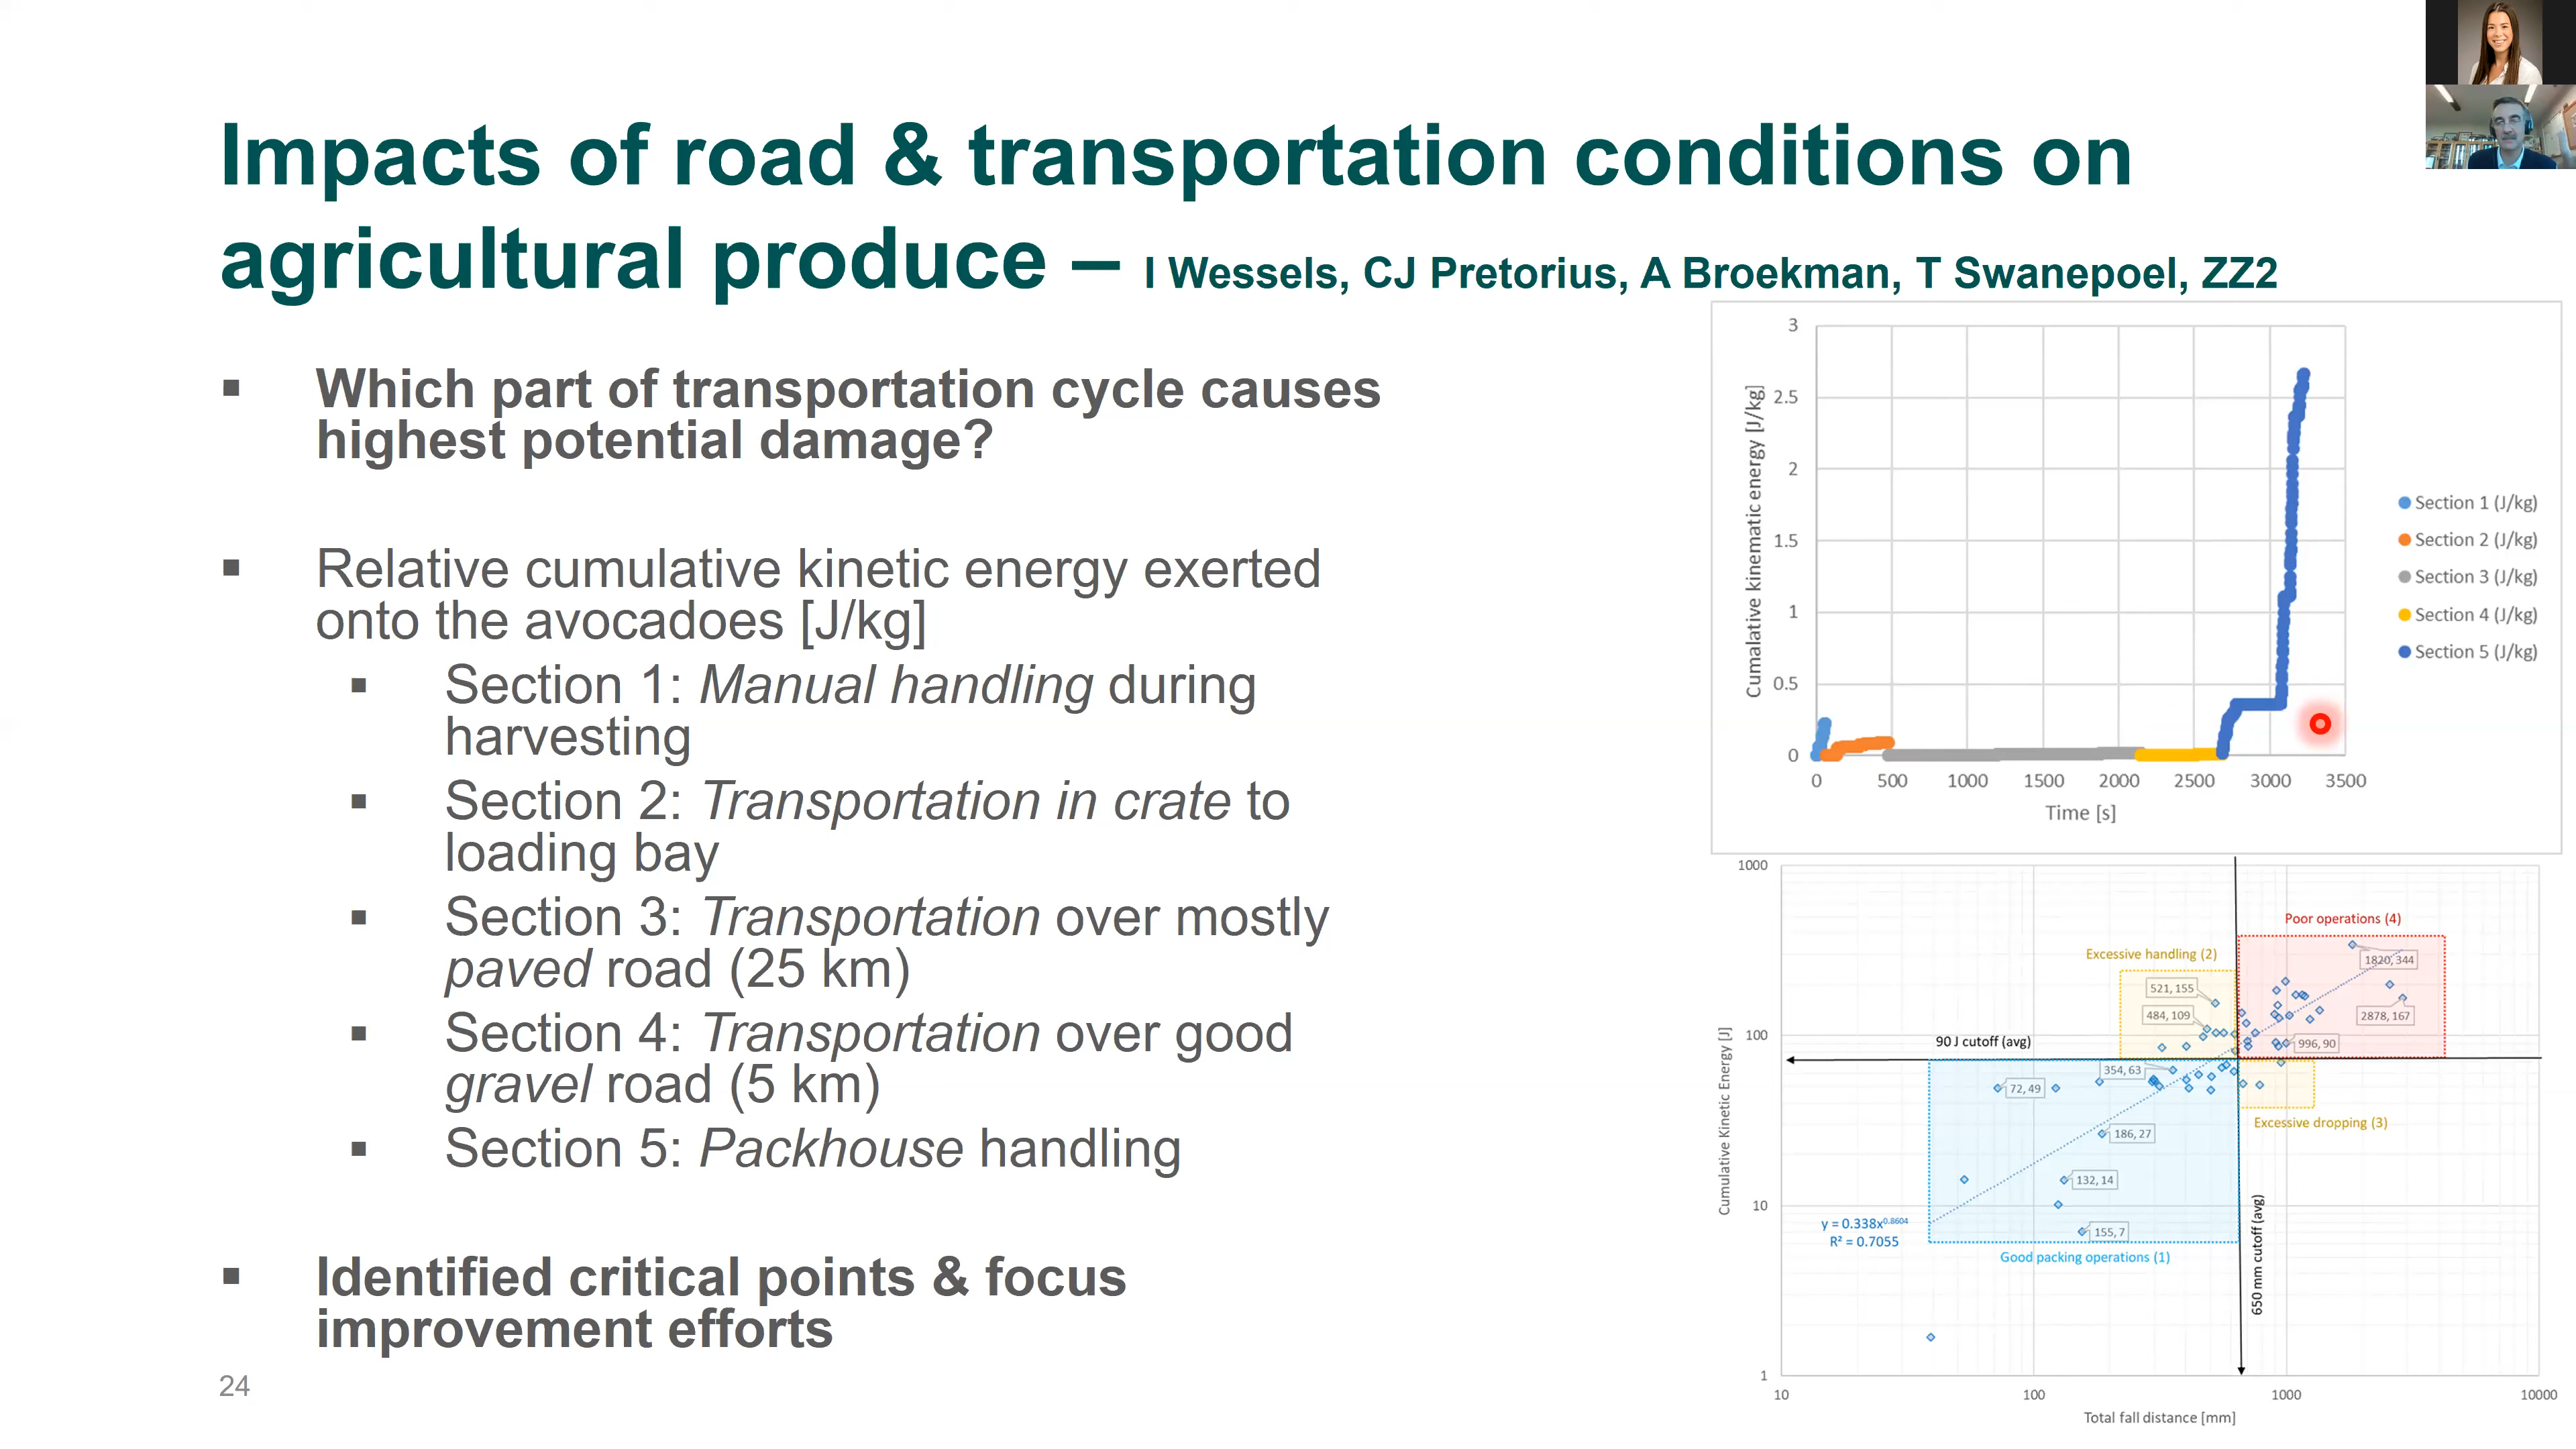 Impacts of road & transportation conditions on
agricultural produce – I Wessels, CJ Pretorius, A Broekman, T Swanepoel, ZZ2
▪ Which part of transportation cycle causes
highest potential damage?
▪ Relative cumulative kinetic energy exerted
onto the avocadoes [J/kg]
▪ Section 1: Manual handling during
harvesting
▪ Section 2: Transportation in crate to
loading bay
▪ Section 3: Transportation over mostly
paved road (25 km)
▪ Section 4: Transportation over good
gravel road (5 km)
▪ Section 5: Packhouse handling
▪ Identified critical points & focus
improvement efforts
24
Cumalative kinematic energy [J/kg]
3
2.5
2
1.5
1
0.5
0
0 500 1000 1500 2000 2500 3000 3500
Time [s]
Section 1 (J/kg)
Section 2 (J/kg)
Section 3 (J/kg)
Section 4 (J/kg)
Section 5 (J/kg)
Cumulative Kinetic Energy [J]
1000
100
10
1
Poor operations (4)
Excessive handling (2)
1820, 344
521, 155
484, 109
2878, 167
90 J cutoff (avg)
996, 90
354, 63
72, 49
Excessive dropping (3)
186, 27
132, 14
y = 0.338x^0.8604
R² = 0.7055
155, 7
Good packing operations (1)
650 mm cutoff (avg)
10 100 1000 10000
Total fall distance [mm]